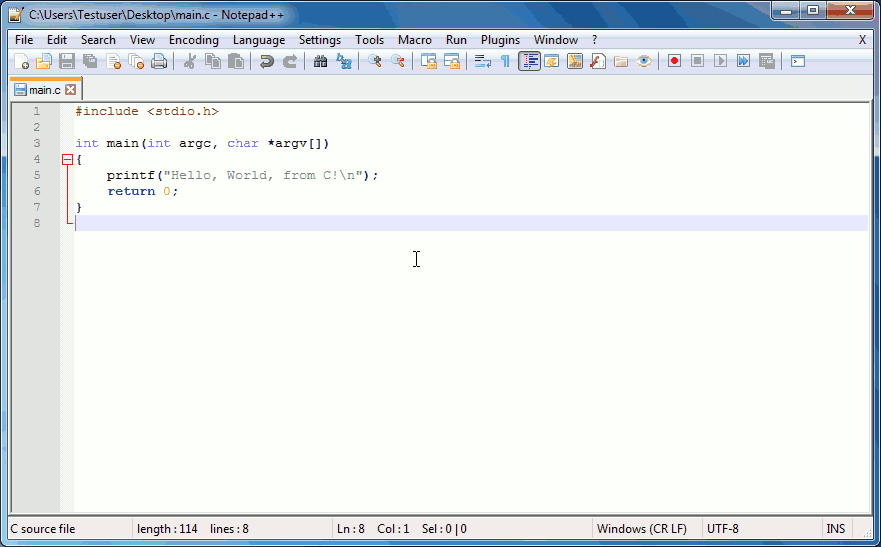 C:\Users\Testuser\Desktop\main.c - Notepad++
File Edit Search View Encoding Language Settings Tools Macro Run Plugins Window ? X
main.c
1 #include <stdio.h>
2
3 int main(int argc, char *argv[])
4 {
5     printf("Hello, World, from C!\n");
6     return 0;
7 }
8
C source file length : 114 lines : 8 Ln : 8 Col : 1 Sel : 0 | 0 Windows (CR LF) UTF-8 INS